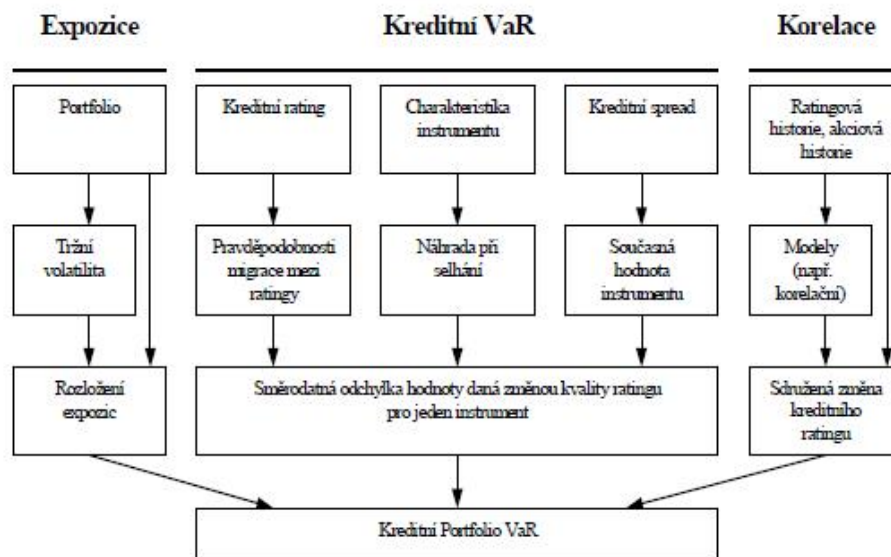 Expozice
Kreditní VaR
Korelace
Portfolio
Kreditní rating
Charakteristika
instrumentu
Kreditní spread
Ratingová
historie, akciová
historie
Tržní
volatilita
Pravděpodobnosti
migrace mezi
ratingy
Náhrada při
selhání
Současná
hodnota
instrumentu
Modely
(např.
korelační)
Rozložení
expozic
Směrodatná odchylka hodnoty daná změnou kvality ratingu
pro jeden instrument
Sdružená změna
kreditního
ratingu
Kreditní Portfolio VaR